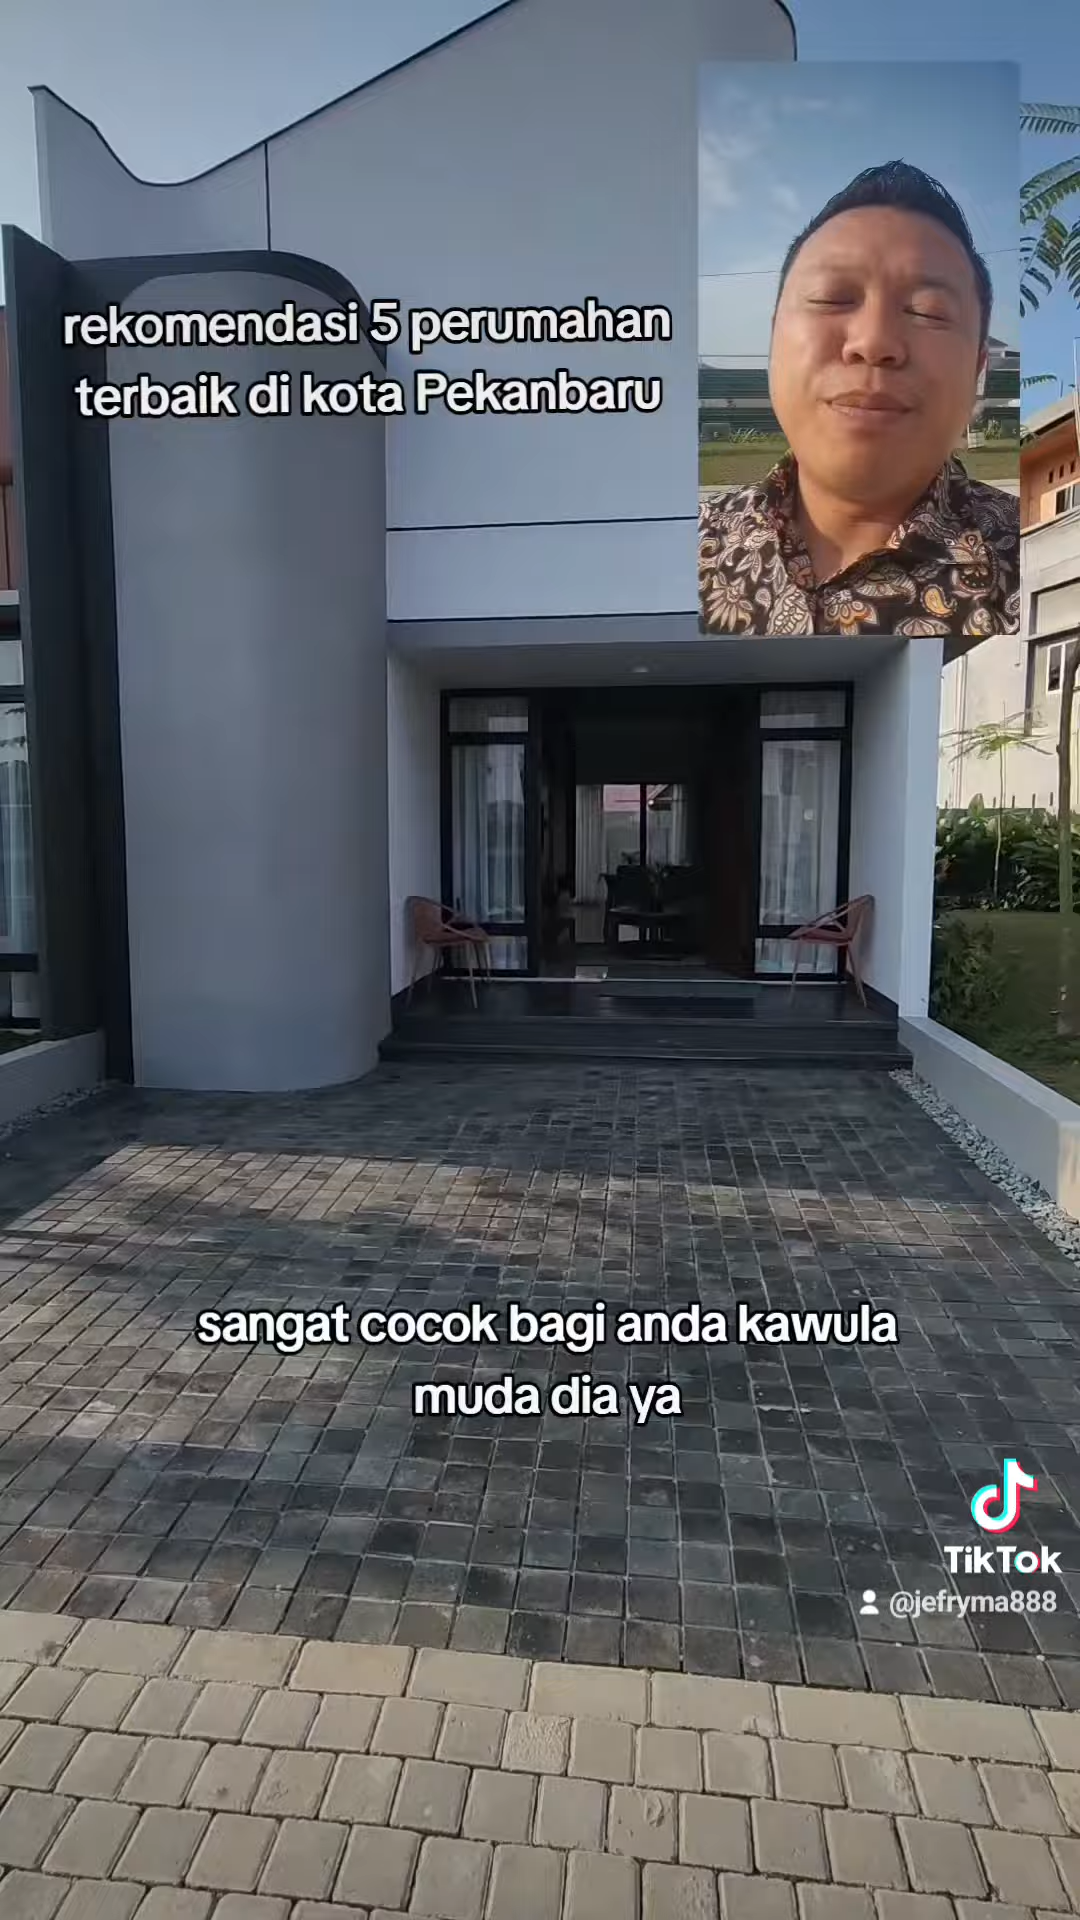 rekomendasi 5 perumahan
terbaik di kota Pekanbaru
sangat cocok bagi anda kawula
muda dia ya
TikTok
@jefryma888